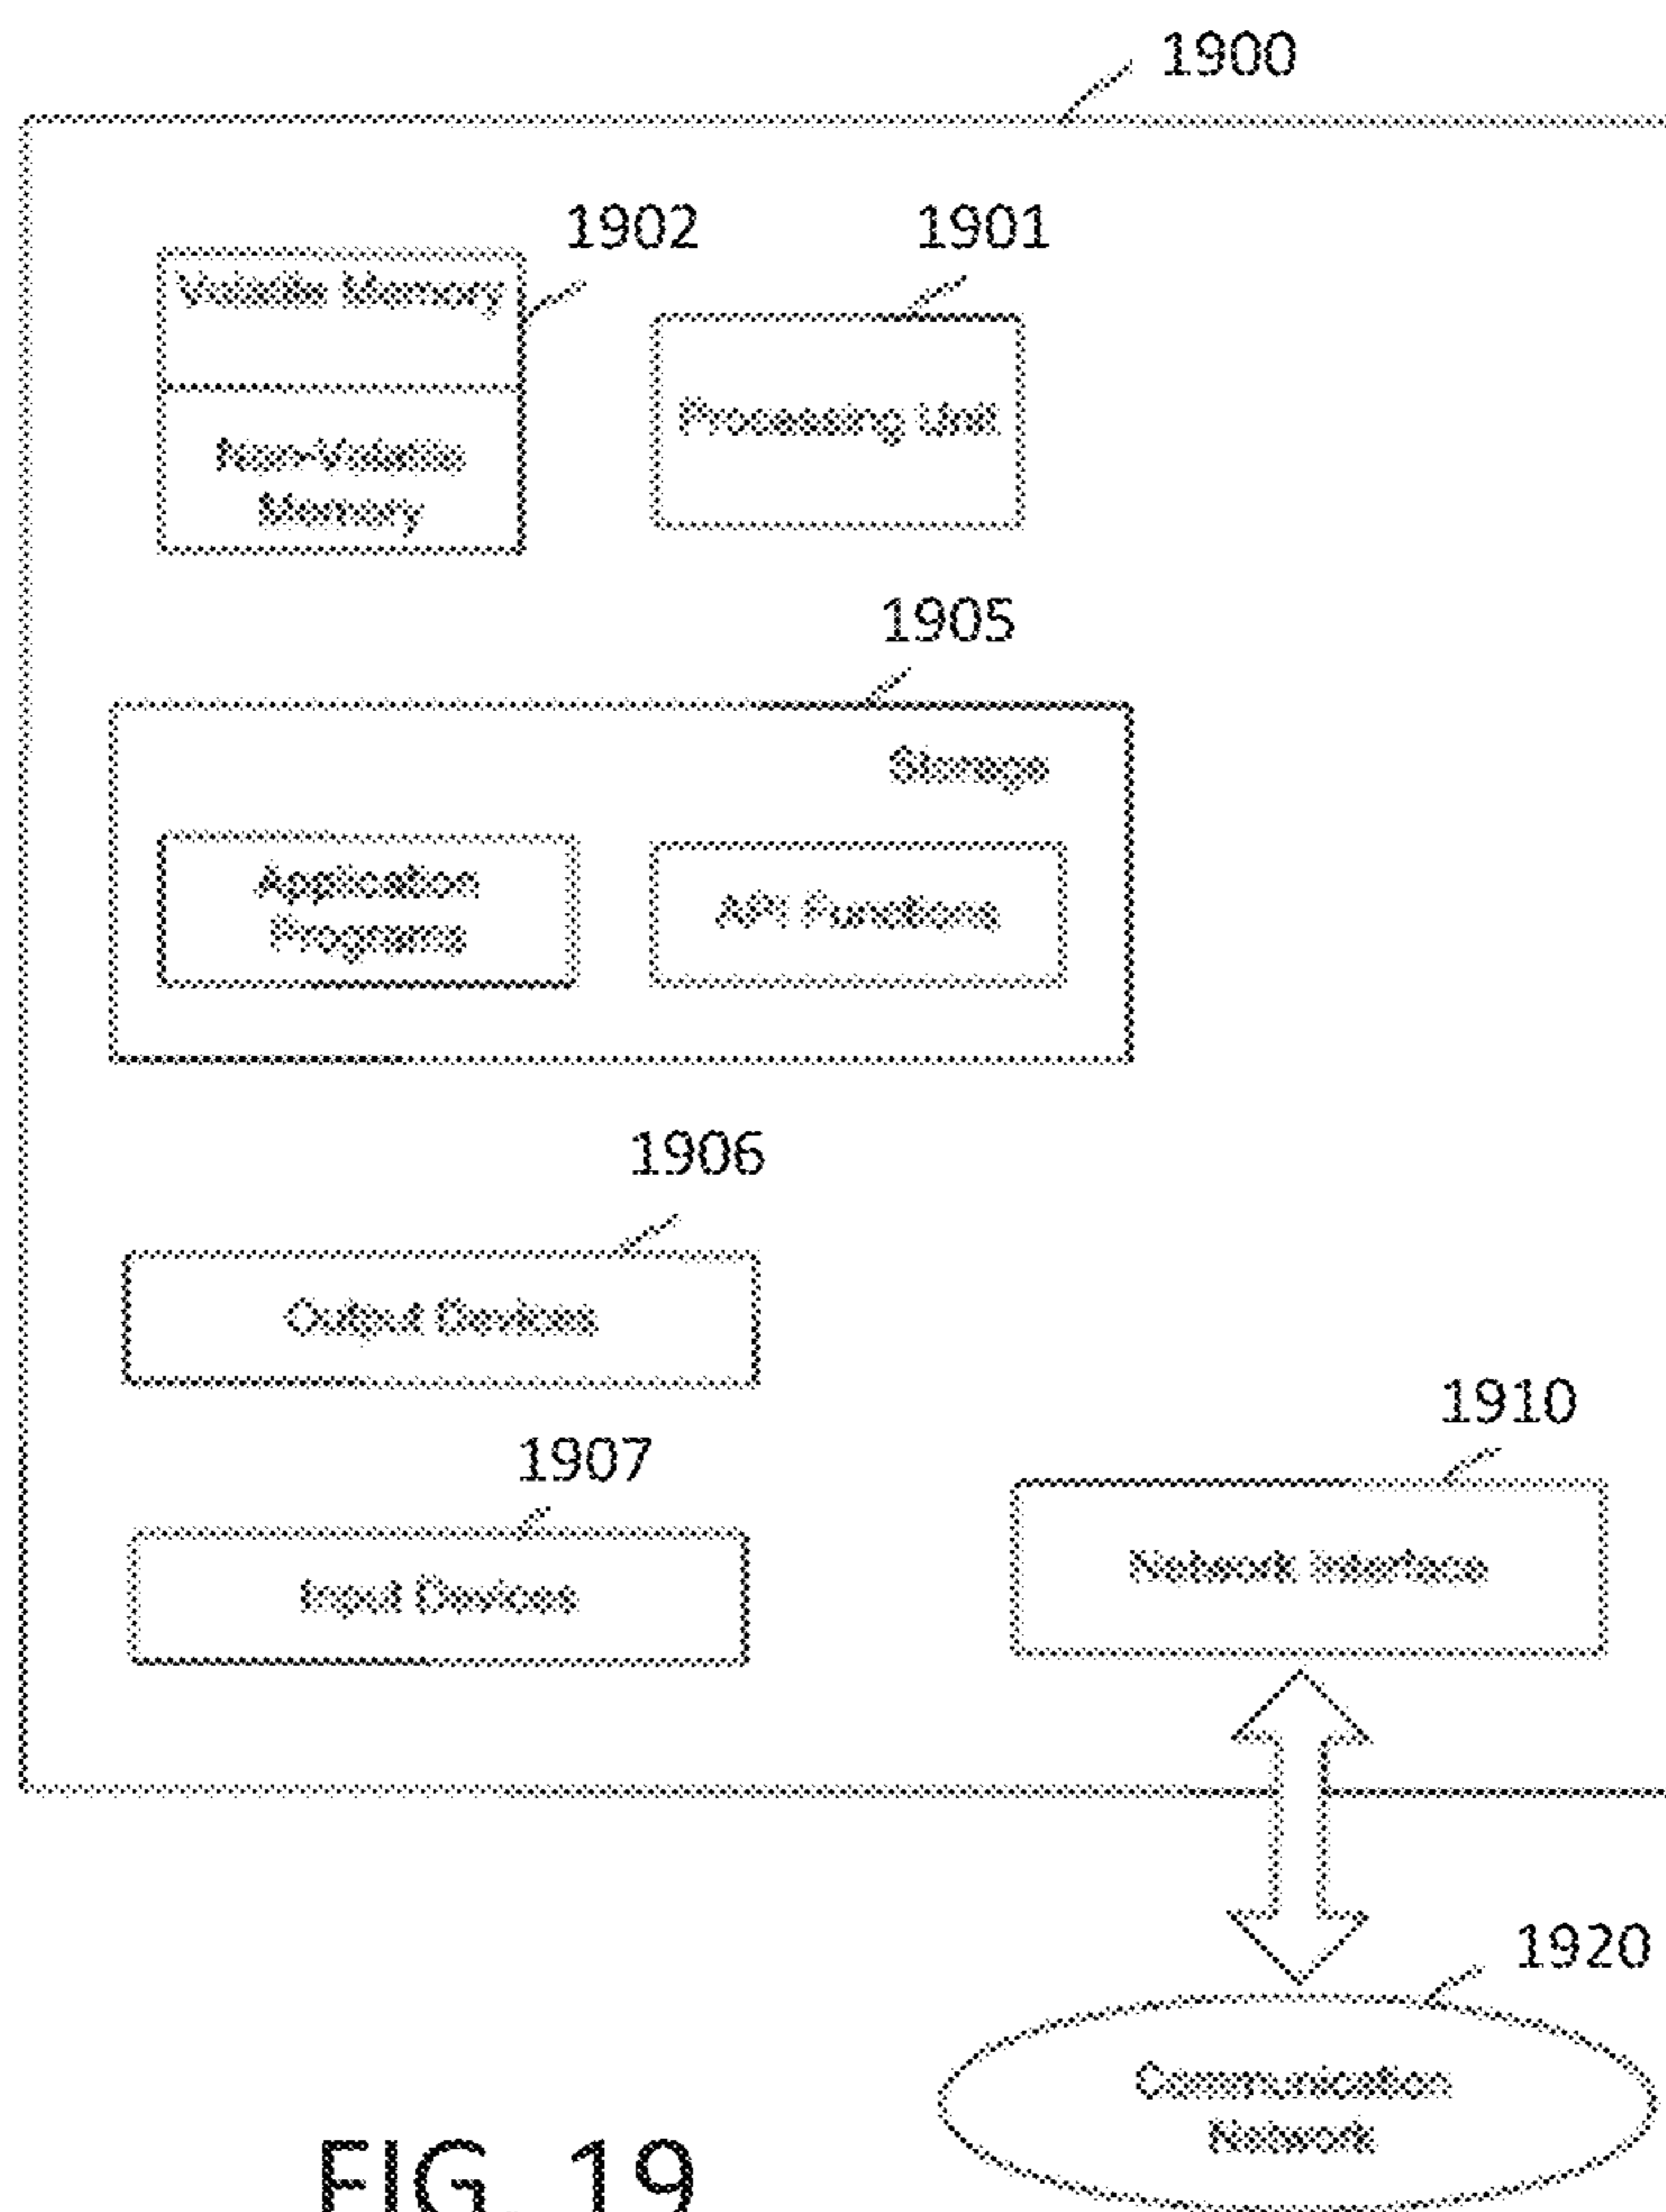 1900
1902
1901
Volatile Memory
Processing Unit
Non-Volatile
Memory
1905
Storage
Application
Programs
API Functions
1906
Output Devices
1910
1907
Network Interface
Input Devices
1920
Communication
Network
FIG. 19